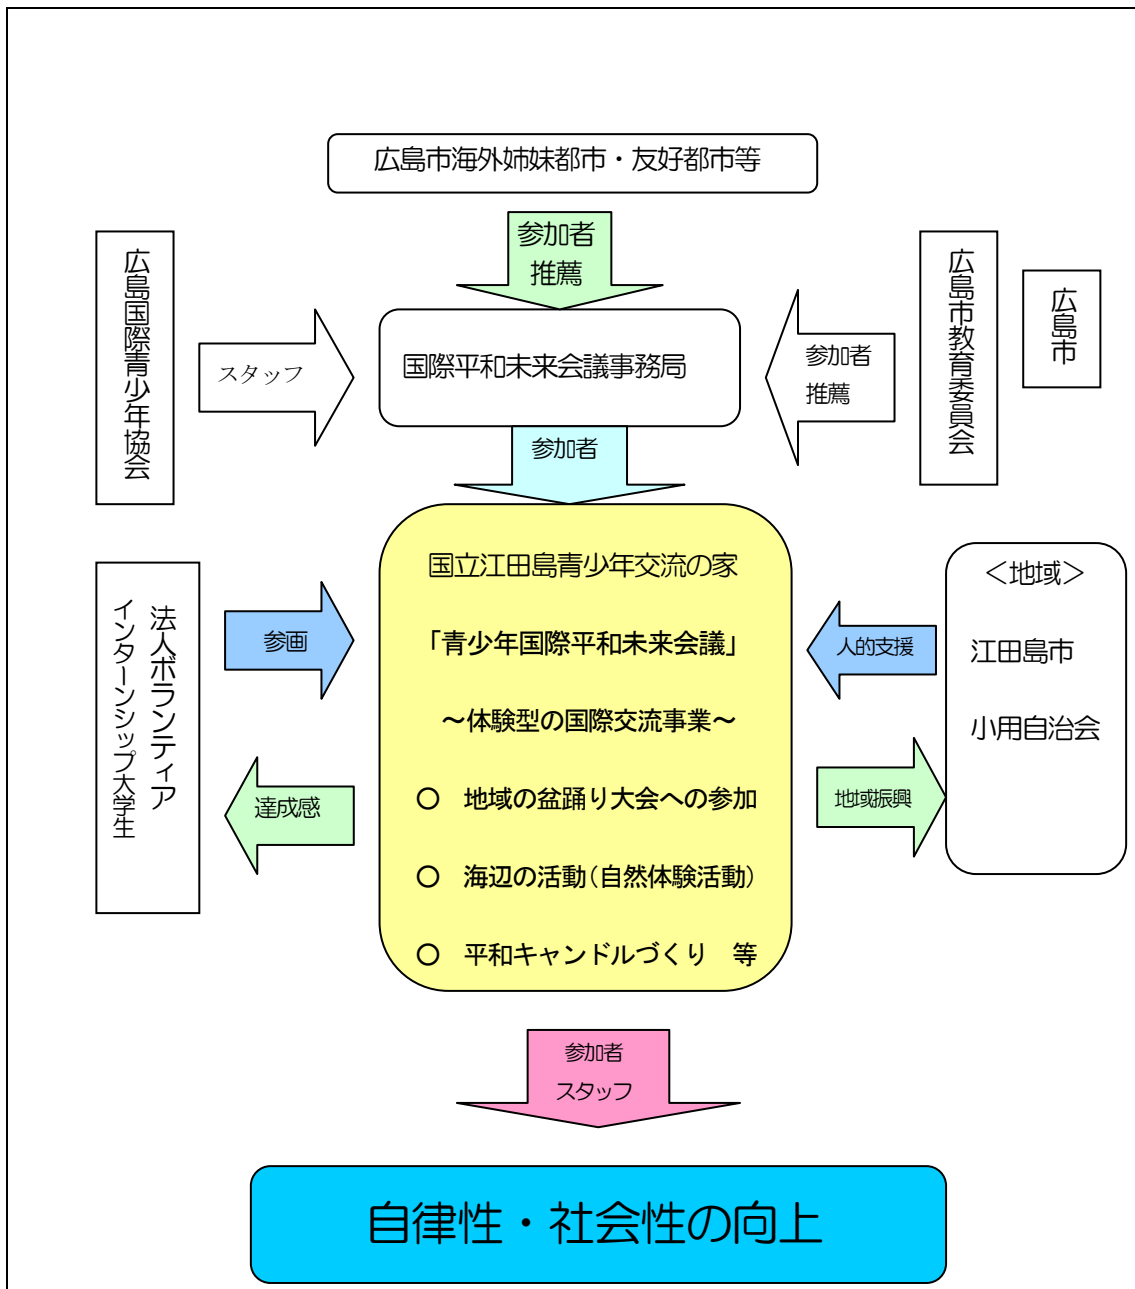 広島市海外姉妹都市・友好都市等
参加者
推薦
広島国際青少年協会
スタッフ
国際平和未来会議事務局
参加者
推薦
広島市教育委員会
広島市
参加者
法人ボランティア
インターンシップ大学生
参画
達成感
国立江田島青少年交流の家
「青少年国際平和未来会議」
～体験型の国際交流事業～
○ 地域の盆踊り大会への参加
○ 海辺の活動（自然体験活動）
○ 平和キャンドルづくり 等
人的支援
地域振興
＜地域＞
江田島市
小用自治会
参加者
スタッフ
自律性・社会性の向上